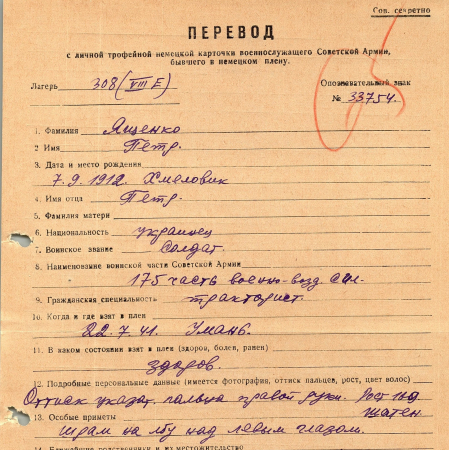 Сов. секретно
ПЕРЕВОД
с личной трофейной немецкой карточки военнослужащего Советской Армии,
бывшего в немецком плену.
Лагерь 308 (VIII E) Опознавательный знак
№ 33754.
1. Фамилия Ященко
2 Имя Петр.
3. Дата и место рождения
7.9.1912. Хмеловик
4. Имя отца Петр.
5. Фамилия матери
6. Национальность украинец
7. Воинское звание Солдат
8. Наименование воинской части Советской Армии
175 часть военно-возд. сил.
9. Гражданская специальность тракторист.
10. Когда и где взят в плен
22.7.41. Умань.
11. В каком состоянии взят в плен (здоров, болен, ранен)
здоров.
12. Подробные персональные данные (имеется фотография, оттиск пальцев, рост, цвет волос)
Оттиск указат. пальца правой руки. Рост
шатен
13. Особые приметы
шрам на лбу над левым глазом.
14. Ближайшие родственники и их местожительство